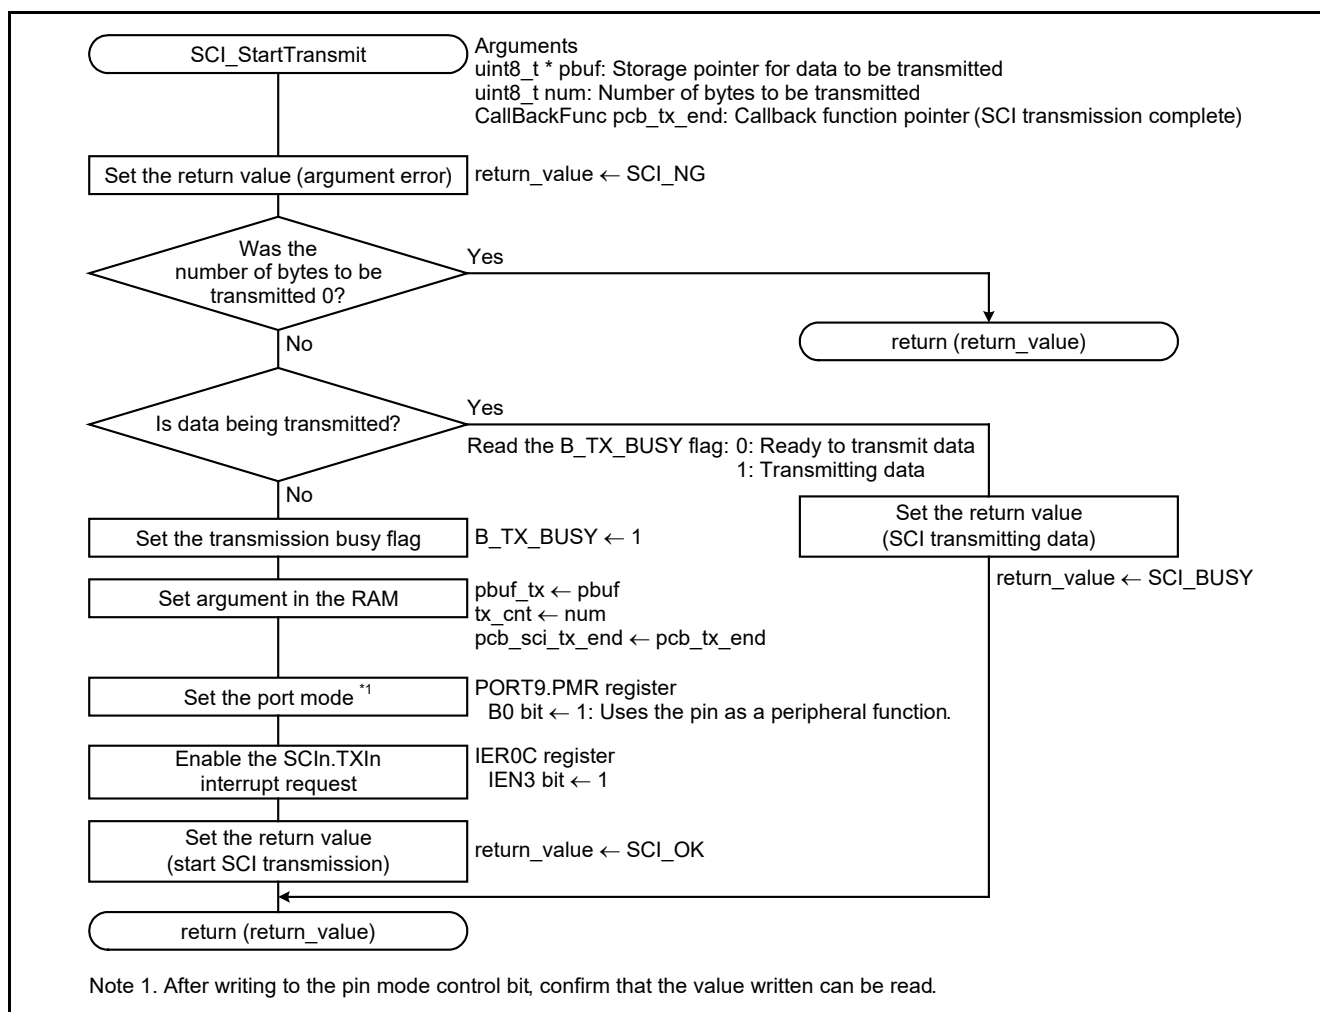 SCI_StartTransmit
Arguments
uint8_t * pbuf: Storage pointer for data to be transmitted
uint8_t num: Number of bytes to be transmitted
CallBackFunc pcb_tx_end: Callback function pointer (SCI transmission complete)
Set the return value (argument error)
return_value ← SCI_NG
Was the
number of bytes to be
transmitted 0?
Yes
No
return (return_value)
Is data being transmitted?
Yes
Read the B_TX_BUSY flag: 0: Ready to transmit data
1: Transmitting data
No
Set the return value
(SCI transmitting data)
return_value ← SCI_BUSY
Set the transmission busy flag
B_TX_BUSY ← 1
Set argument in the RAM
pbuf_tx ← pbuf
tx_cnt ← num
pcb_sci_tx_end ← pcb_tx_end
Set the port mode *1
PORT9.PMR register
B0 bit ← 1: Uses the pin as a peripheral function.
Enable the SCIn.TXIn
interrupt request
IER0C register
IEN3 bit ← 1
Set the return value
(start SCI transmission)
return_value ← SCI_OK
return (return_value)
Note 1. After writing to the pin mode control bit, confirm that the value written can be read.